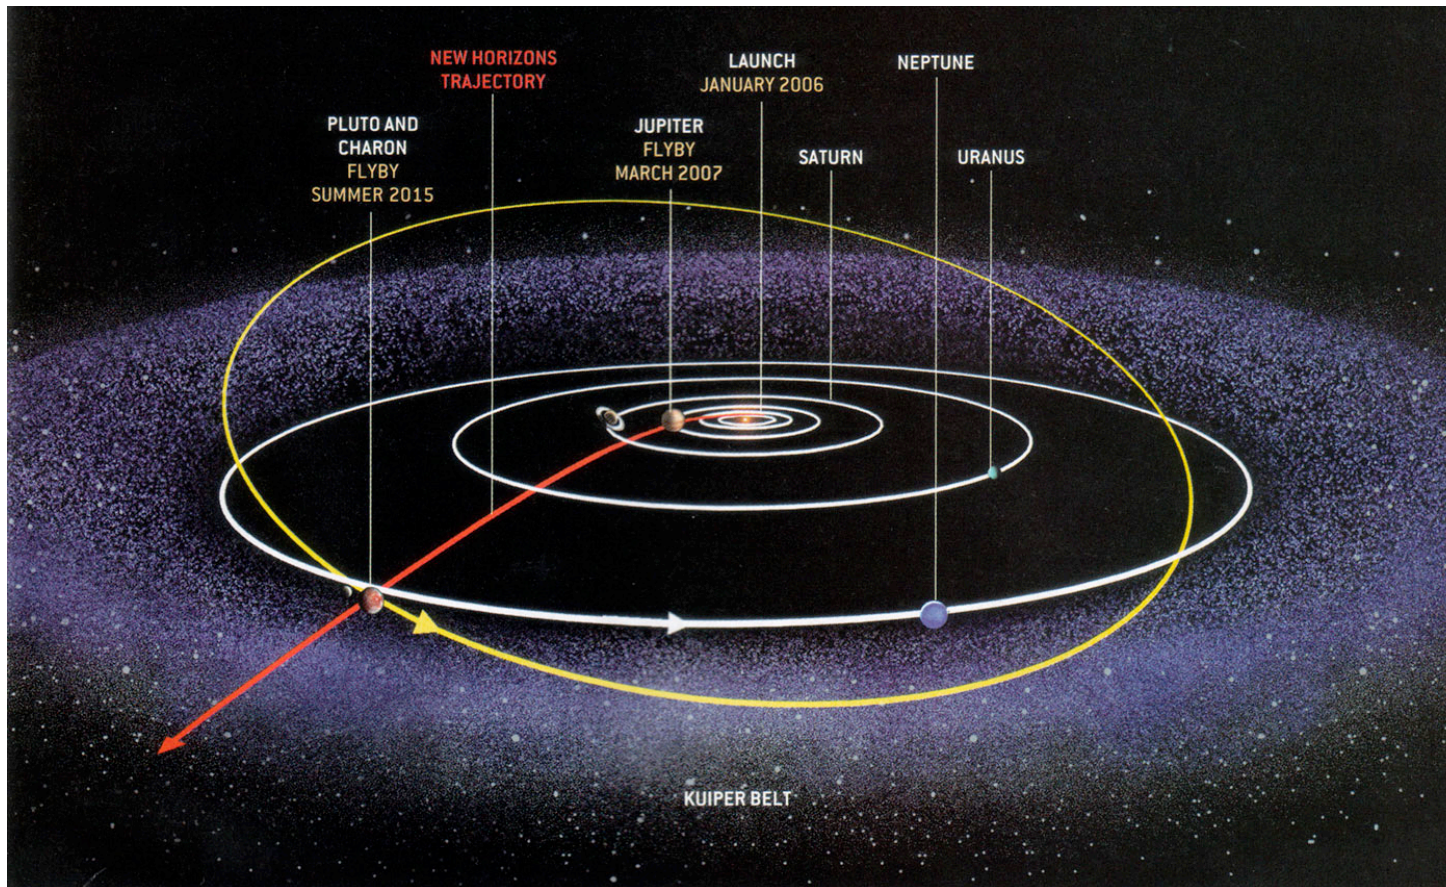 NEW HORIZONS
TRAJECTORY
LAUNCH
JANUARY 2006
NEPTUNE
PLUTO AND
CHARON
FLYBY
SUMMER 2015
JUPITER
FLYBY
MARCH 2007
SATURN
URANUS
KUIPER BELT